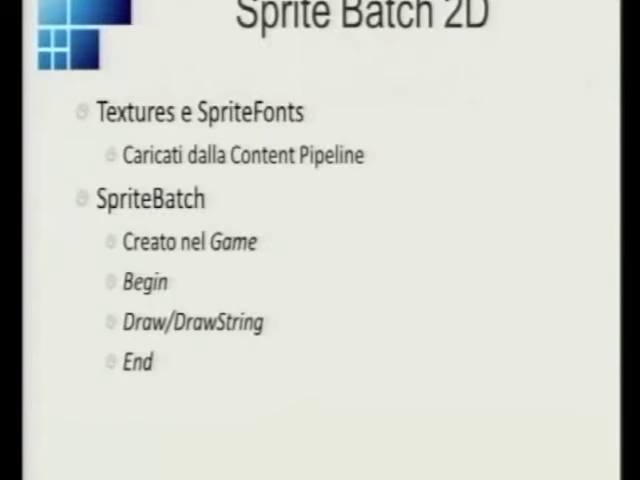 Sprite Batch 2D
Textures e SpriteFonts
Caricati dalla Content Pipeline
SpriteBatch
Creato nel Game
Begin
Draw/DrawString
End